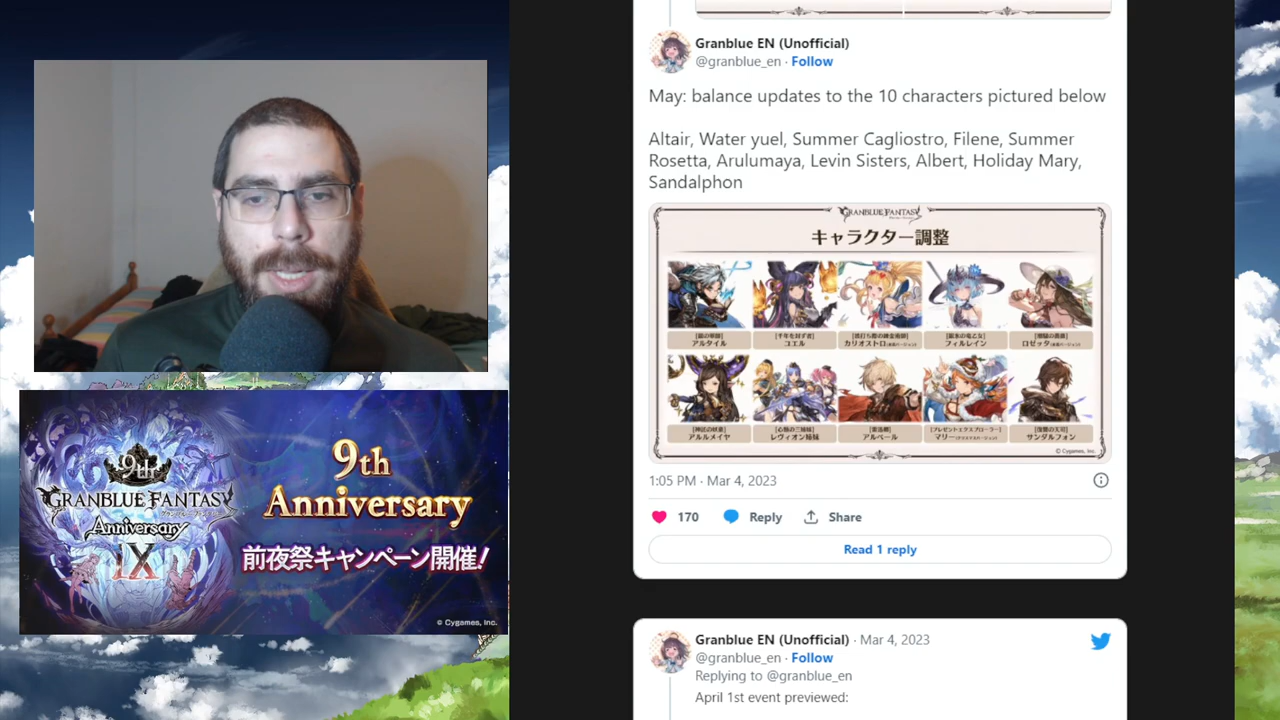 Granblue EN (Unofficial)
@granblue_en · Follow
May: balance updates to the 10 characters pictured below
Altair, Water yuel, Summer Cagliostro, Filene, Summer
Rosetta, Arulumaya, Levin Sisters, Albert, Holiday Mary,
Sandalphon
GRANBLUE FANTASY
キャラクター調整
アルタイル
ユエル
カリオストロ
フィルレイン
ロゼッタ
アルルメイヤ
レヴィオン姉妹
アルベール
マリー
サンダルフォン
© Cygames, Inc.
1:05 PM · Mar 4, 2023
170 Reply Share
Read 1 reply
Granblue EN (Unofficial) · Mar 4, 2023
@granblue_en · Follow
Replying to @granblue_en
April 1st event previewed:
9th
GRANBLUE FANTASY
Anniversary
IX
9th
Anniversary
前夜祭キャンペーン開催!
© Cygames, Inc.